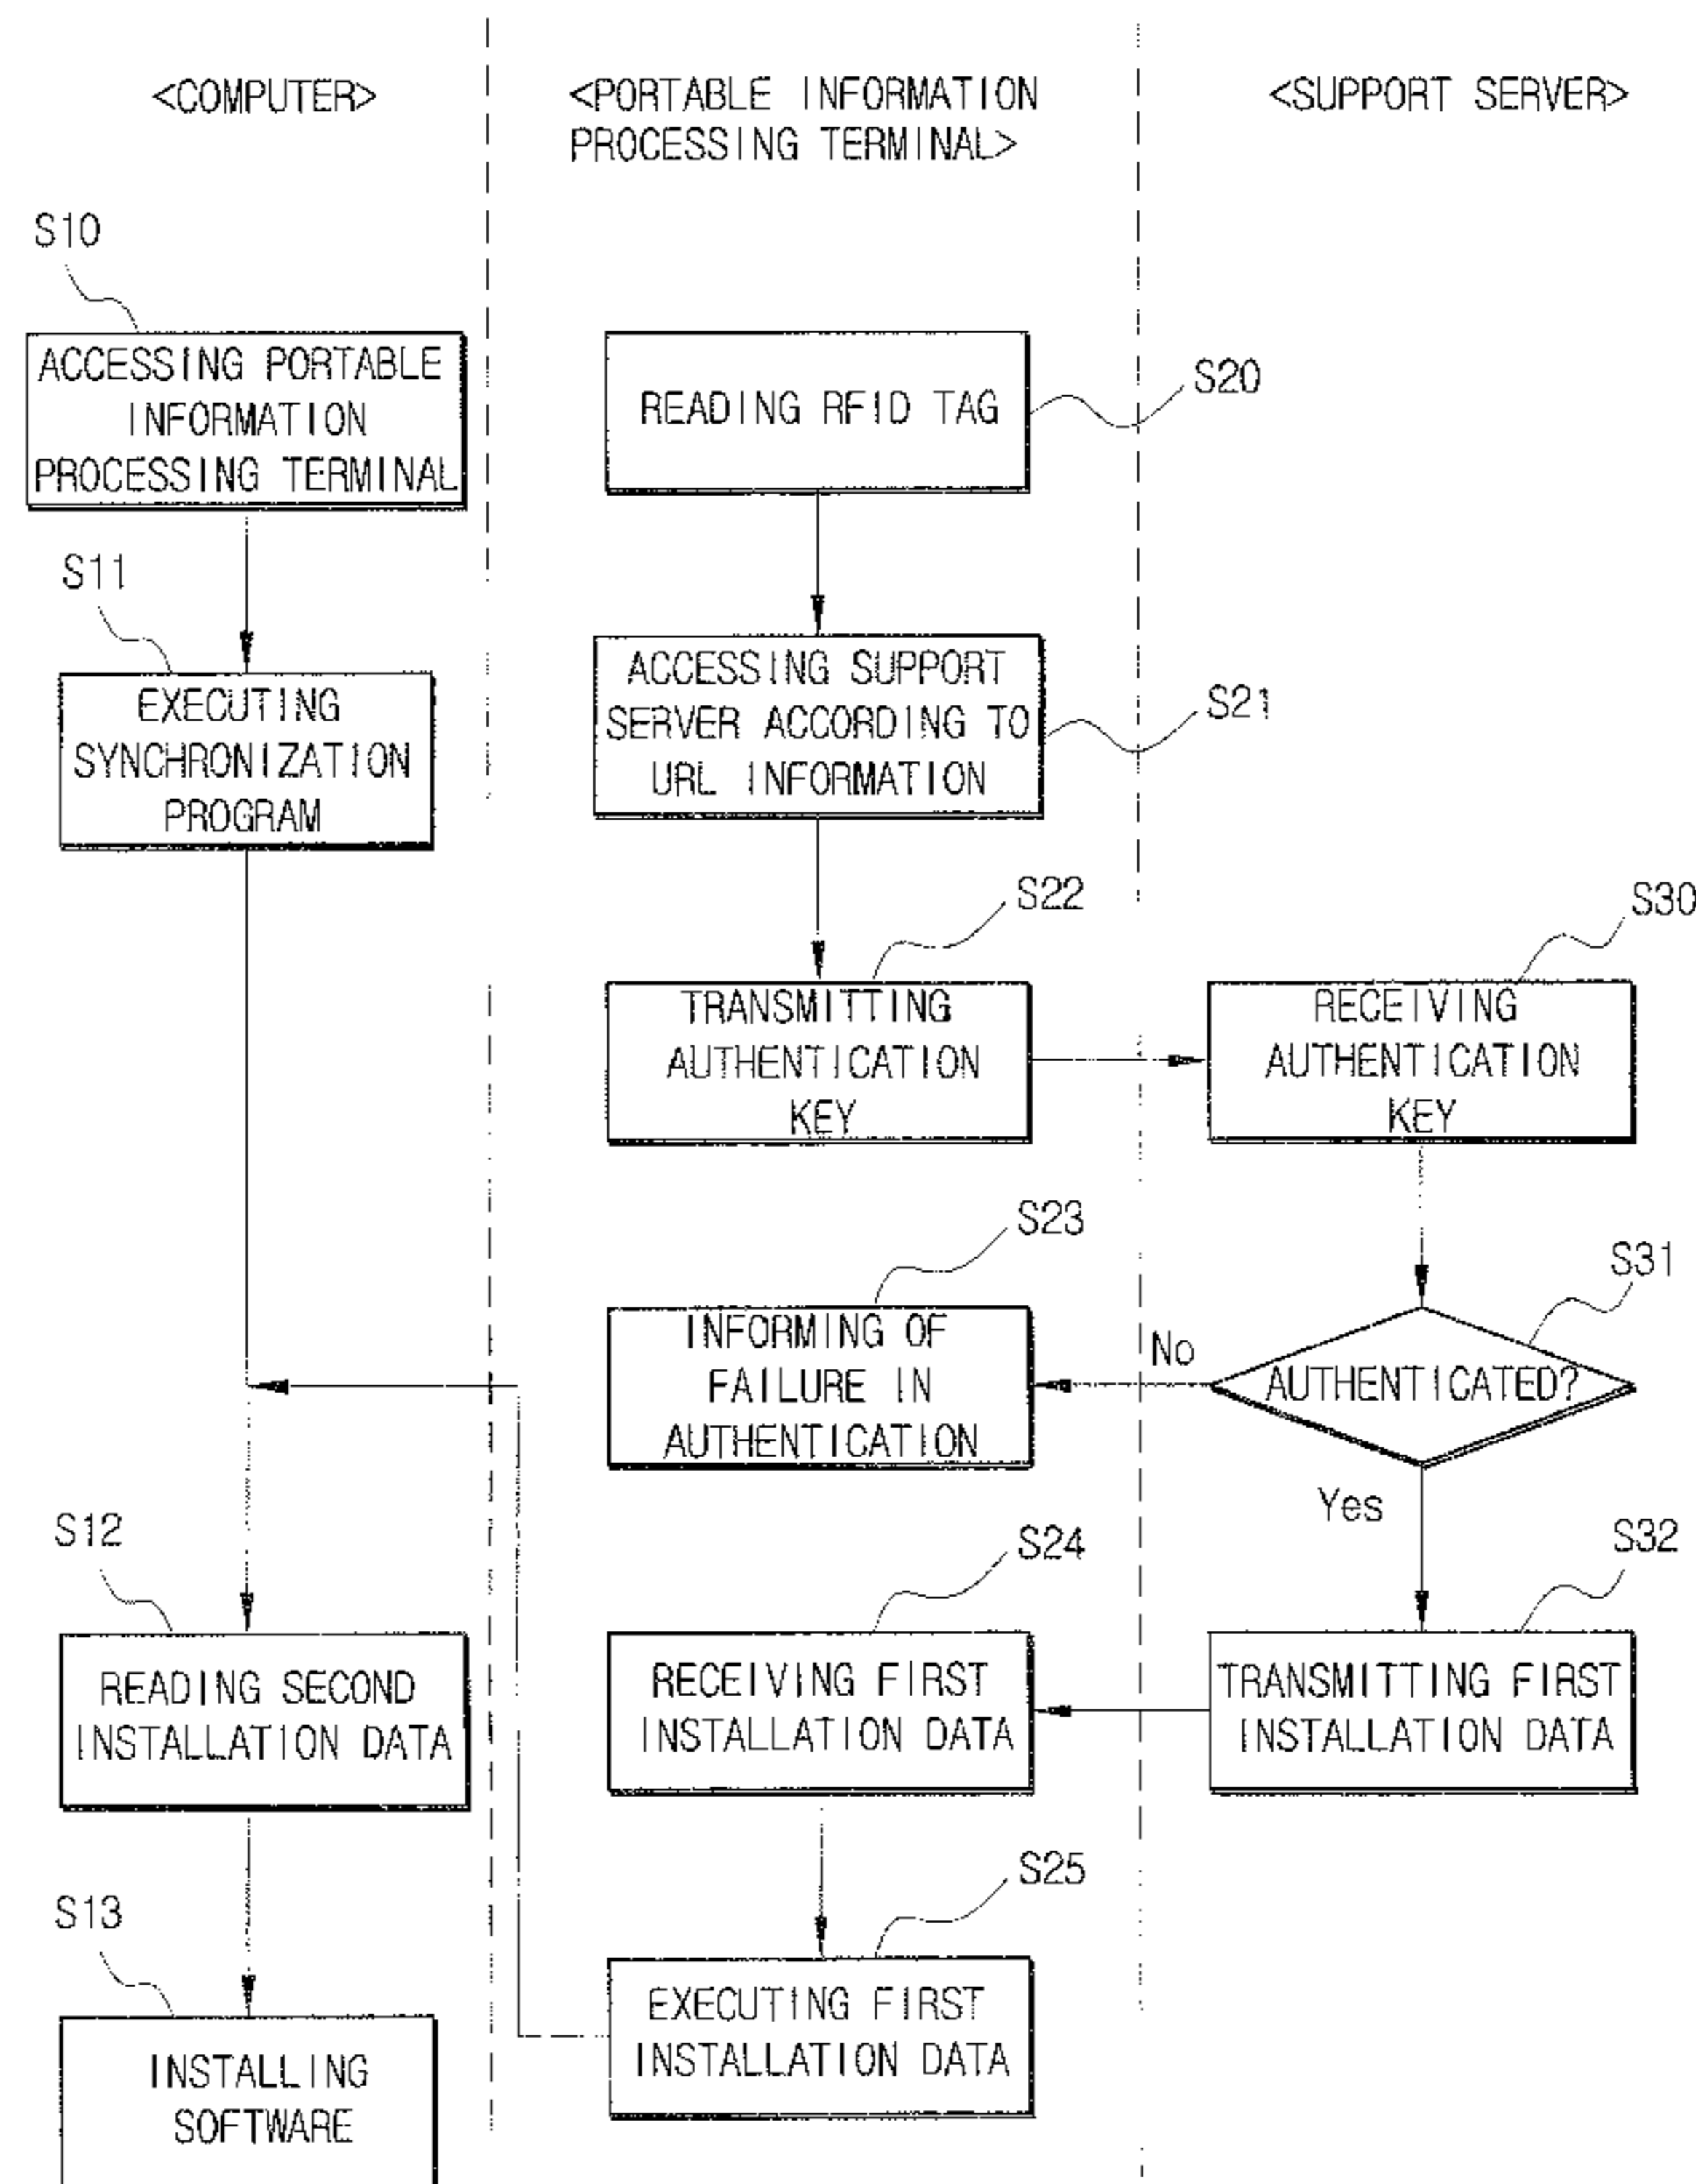 <COMPUTER>
<PORTABLE INFORMATION
PROCESSING TERMINAL>
<SUPPORT SERVER>
S10
ACCESSING PORTABLE
INFORMATION
PROCESSING TERMINAL
READING RFID TAG
S20
S11
EXECUTING
SYNCHRONIZATION
PROGRAM
ACCESSING SUPPORT
SERVER ACCORDING TO
URL INFORMATION
S21
S22
TRANSMITTING
AUTHENTICATION
KEY
S30
RECEIVING
AUTHENTICATION
KEY
S23
INFORMING OF
FAILURE IN
AUTHENTICATION
No
S31
AUTHENTICATED?
Yes
S12
READING SECOND
INSTALLATION DATA
S24
RECEIVING FIRST
INSTALLATION DATA
S32
TRANSMITTING FIRST
INSTALLATION DATA
S13
INSTALLING
SOFTWARE
S25
EXECUTING FIRST
INSTALLATION DATA